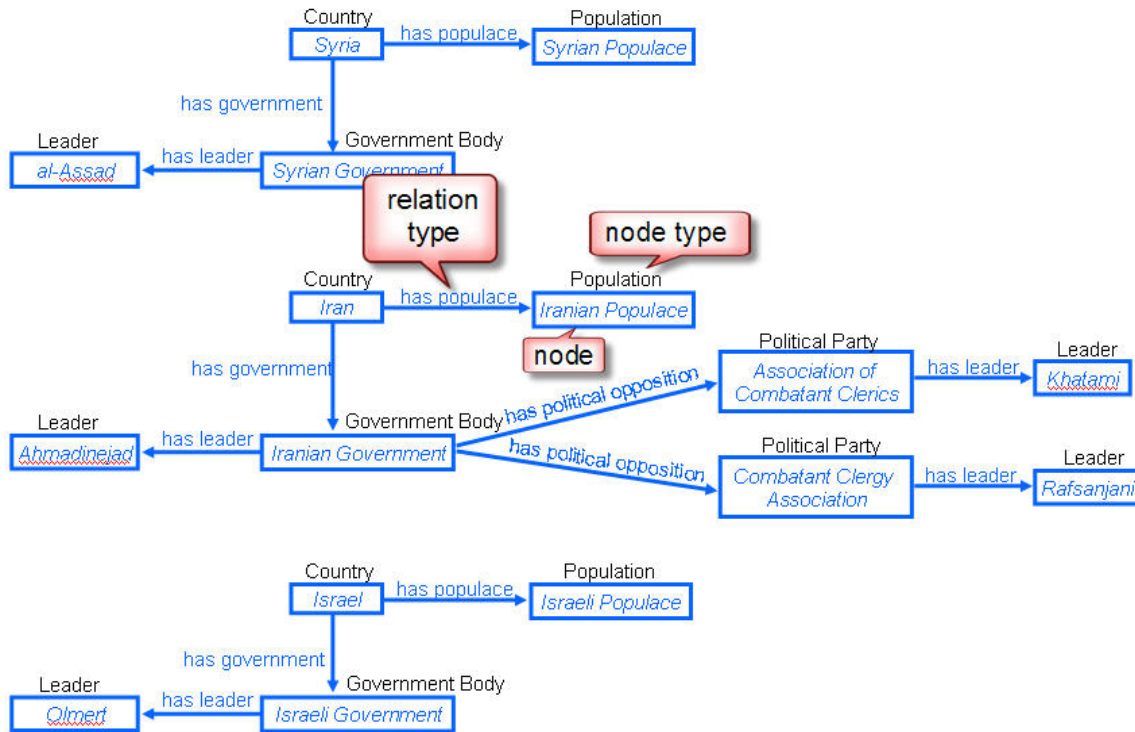 Country
Population
Syria
has populace
Syrian Populace
has government
Leader
Government Body
al-Assad
has leader
Syrian Government
relation
type
node type
Country
Population
Iran
has populace
Iranian Populace
node
Political Party
Leader
has government
Association of
Combatant Clerics
has leader
Khatami
has political opposition
Leader
Government Body
Ahmadinejad
has leader
Iranian Government
has political opposition
Political Party
Leader
Combatant Clergy
Association
has leader
Rafsanjani
Country
Population
Israel
has populace
Israeli Populace
has government
Leader
Government Body
Olmert
has leader
Israeli Government